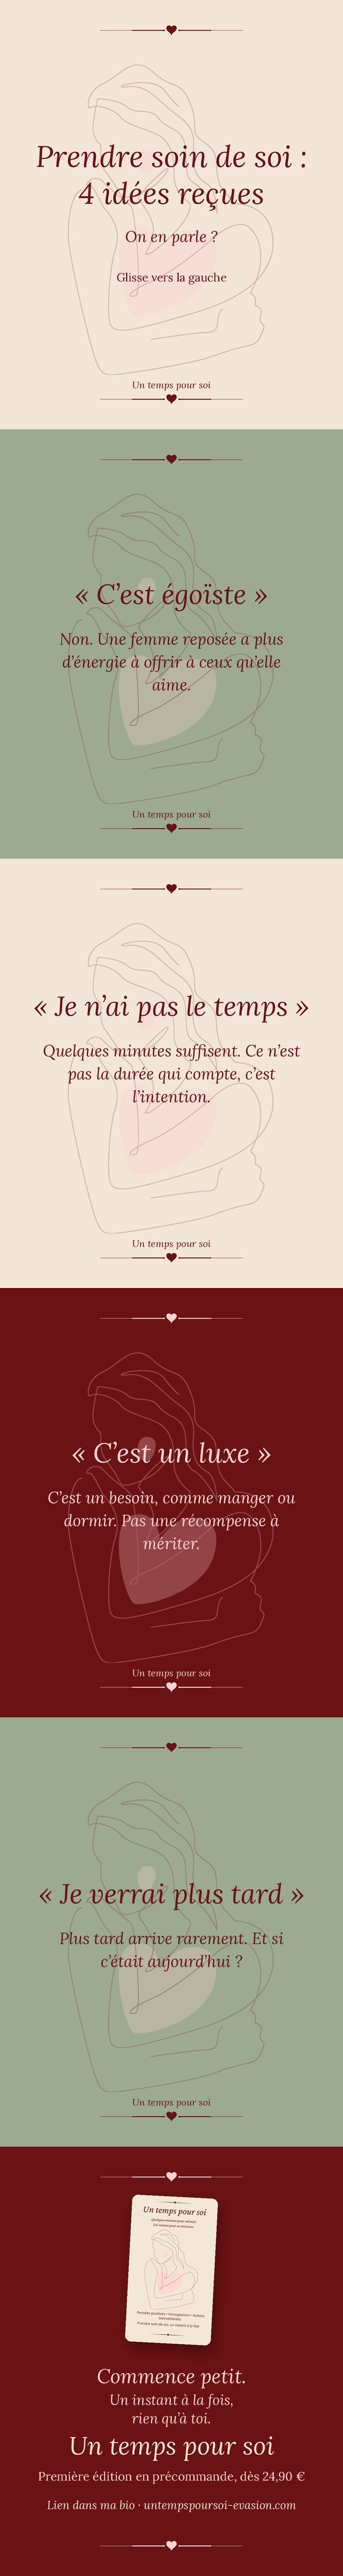 Prendre soin de soi :
4 idées reçues
On en parle ?
Glisse vers la gauche
Un temps pour soi
« C’est égoïste »
Non. Une femme reposée a plus
d’énergie à offrir à ceux qu’elle
aime.
Un temps pour soi
« Je n’ai pas le temps »
Quelques minutes suffisent. Ce n’est
pas la durée qui compte, c’est
l’intention.
Un temps pour soi
« C’est un luxe »
C’est un besoin, comme manger ou
dormir. Pas une récompense à
mériter.
Un temps pour soi
« Je verrai plus tard »
Plus tard arrive rarement. Et si
c’était aujourd’hui ?
Un temps pour soi
Un temps pour soi
Commence petit.
Un instant à la fois,
rien qu’à toi.
Un temps pour soi
Première édition en précommande, dès 24,90 €
Lien dans ma bio · untempspoursoi-evasion.com